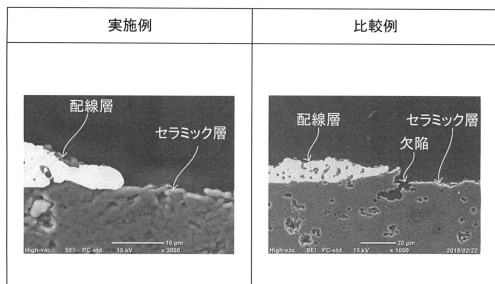 実施例
比較例
配線層
セラミック層
10 μm
High-vac. SEI PC-std. 15 kV x 3000
配線層
セラミック層
欠陥
20 μm
High-vac. SEI PC-std. 15 kV x 1000 2018/02/22